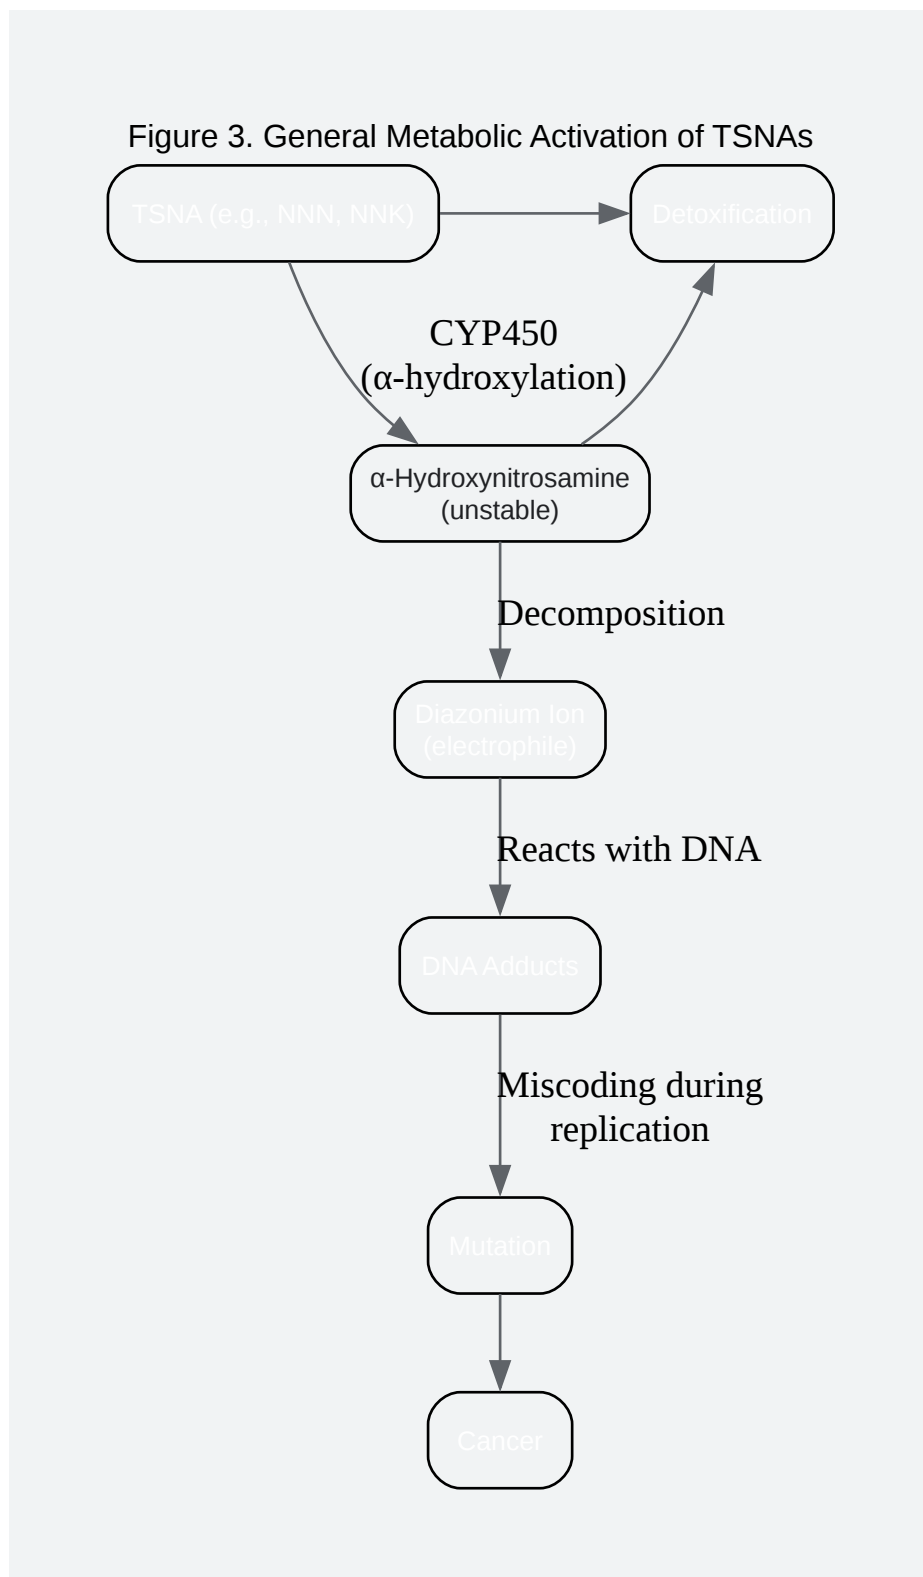 Figure 3. General Metabolic Activation of TSNAs
TSNA (e.g., NNN, NNK)
Detoxification
CYP450
(α-hydroxylation)
α-Hydroxynitrosamine
(unstable)
Decomposition
Diazonium Ion
(electrophile)
Reacts with DNA
DNA Adducts
Miscoding during
replication
Mutation
Cancer